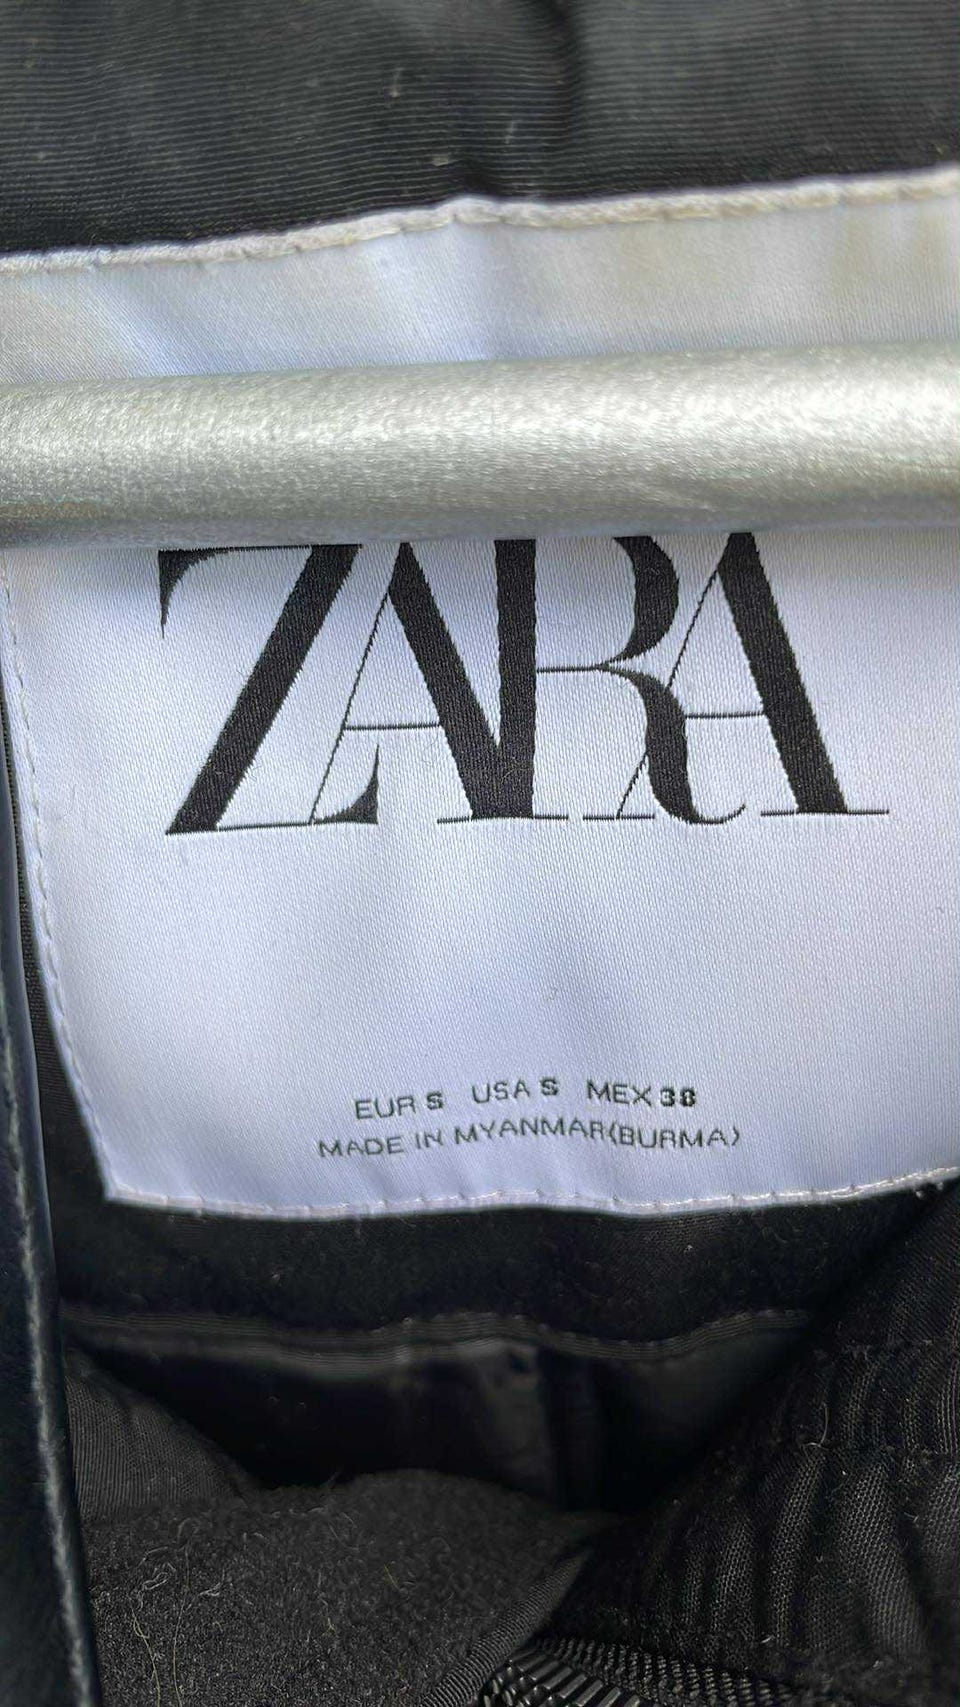 ZARA
EUR S USA S MEX 38
MADE IN MYANMAR(BURMA)